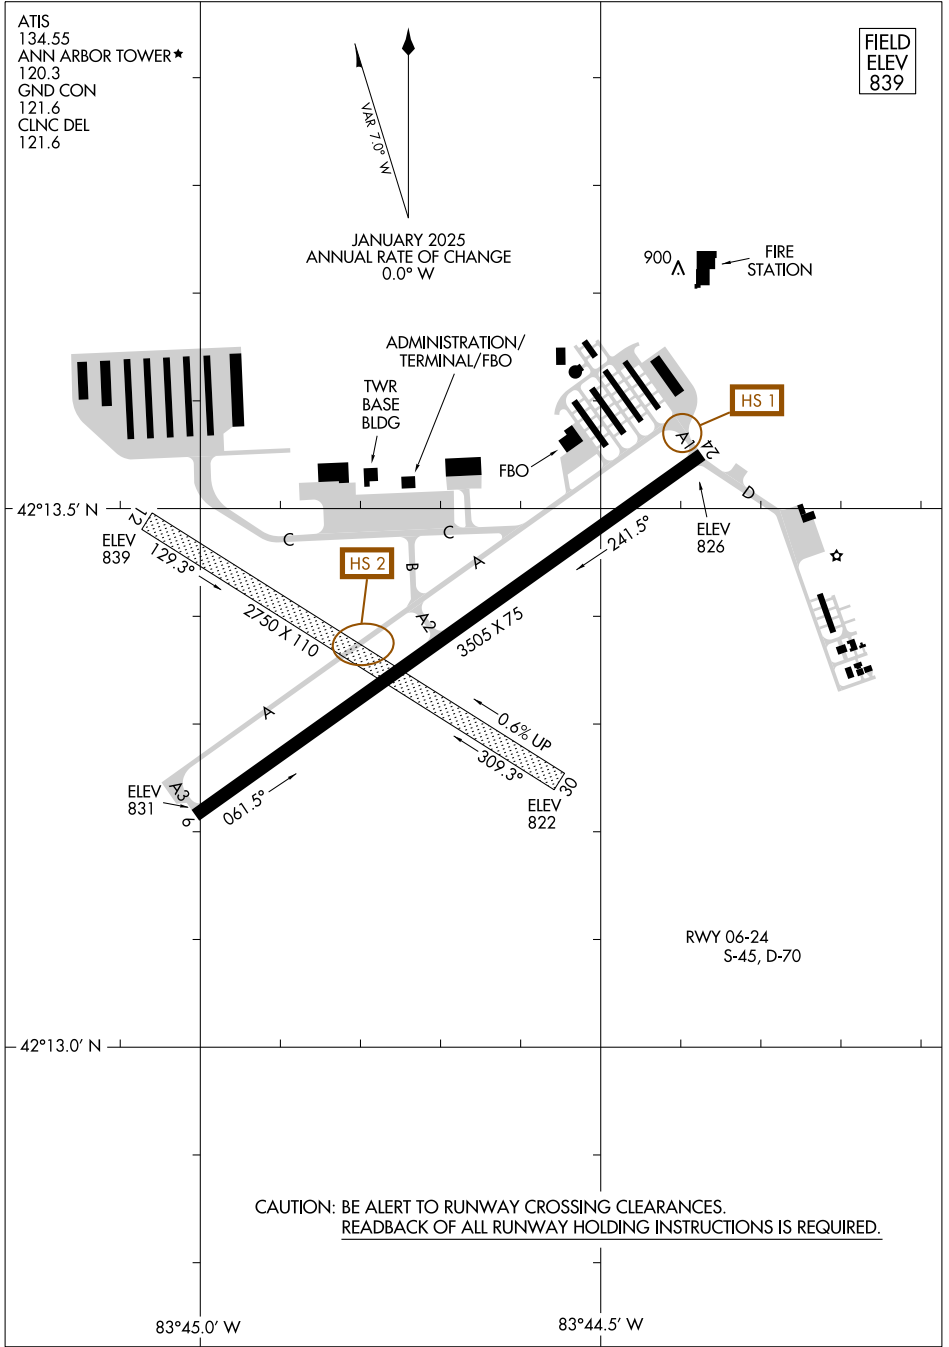 ATIS
134.55
ANN ARBOR TOWER★
120.3
GND CON
121.6
CLNC DEL
121.6
FIELD
ELEV
839
VAR 7.0° W
JANUARY 2025
ANNUAL RATE OF CHANGE
0.0° W
900
FIRE
STATION
ADMINISTRATION/
TERMINAL/FBO
TWR
BASE
BLDG
HS 1
FBO
A1
24
D
42°13.5' N
12
ELEV
839
129.3°
C
C
HS 2
B
A
241.5°
ELEV
826
2750 X 110
A2
3505 X 75
A
0.6% UP
309.3°
30
ELEV
822
A3
ELEV
831
6
061.5°
RWY 06-24
S-45, D-70
42°13.0' N
CAUTION: BE ALERT TO RUNWAY CROSSING CLEARANCES.
READBACK OF ALL RUNWAY HOLDING INSTRUCTIONS IS REQUIRED.
83°45.0' W
83°44.5' W